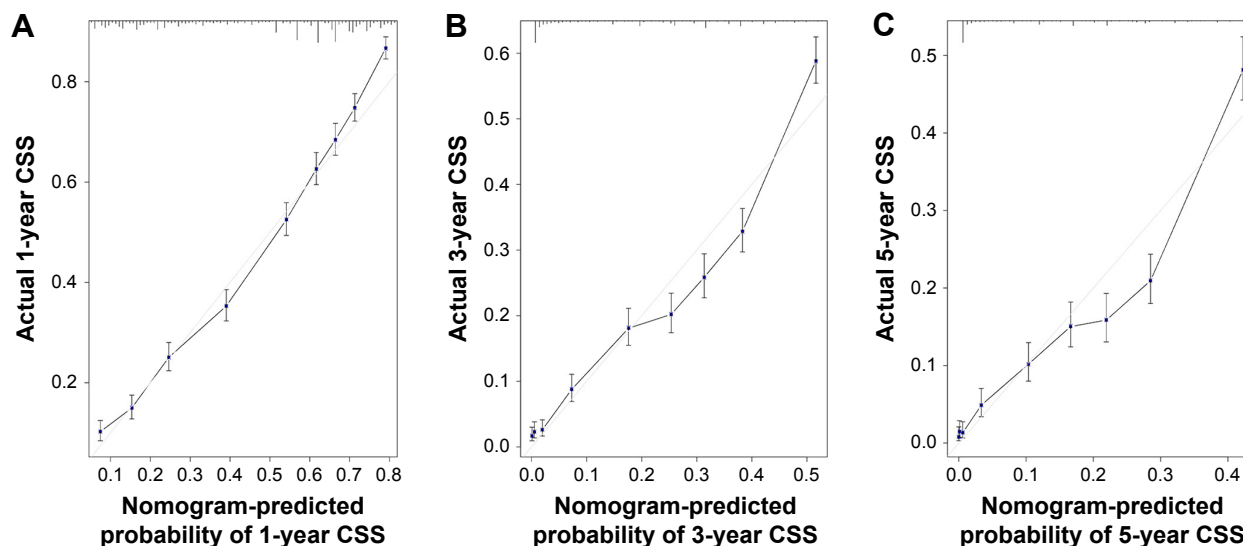 A
Actual 1-year CSS
0.8
0.6
0.4
0.2
0.1 0.2 0.3 0.4 0.5 0.6 0.7 0.8
Nomogram-predicted
probability of 1-year CSS
B
Actual 3-year CSS
0.6
0.5
0.4
0.3
0.2
0.1
0.0
0.0 0.1 0.2 0.3 0.4 0.5
Nomogram-predicted
probability of 3-year CSS
C
Actual 5-year CSS
0.5
0.4
0.3
0.2
0.1
0.0
0.0 0.1 0.2 0.3 0.4
Nomogram-predicted
probability of 5-year CSS